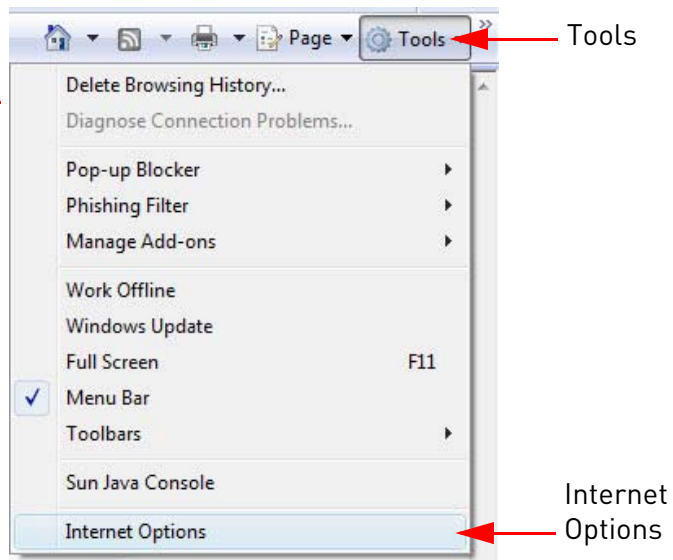 Page Tools »
Tools
Delete Browsing History...
Diagnose Connection Problems...
Pop-up Blocker
Phishing Filter
Manage Add-ons
Work Offline
Windows Update
Full Screen F11
Menu Bar
Toolbars
Sun Java Console
Internet Options
Internet
Options